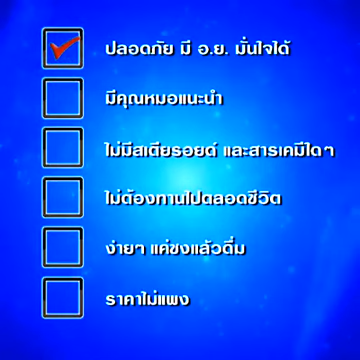 ปลอดภัย มี อ.ย. มั่นใจได้
มีคุณหมอแนะนำ
ไม่มีสเตียรอยด์ และสารเคมีใดๆ
ไม่ต้องทานไปตลอดชีวิต
ง่ายๆ แค่ชงแล้วดื่ม
ราคาไม่แพง